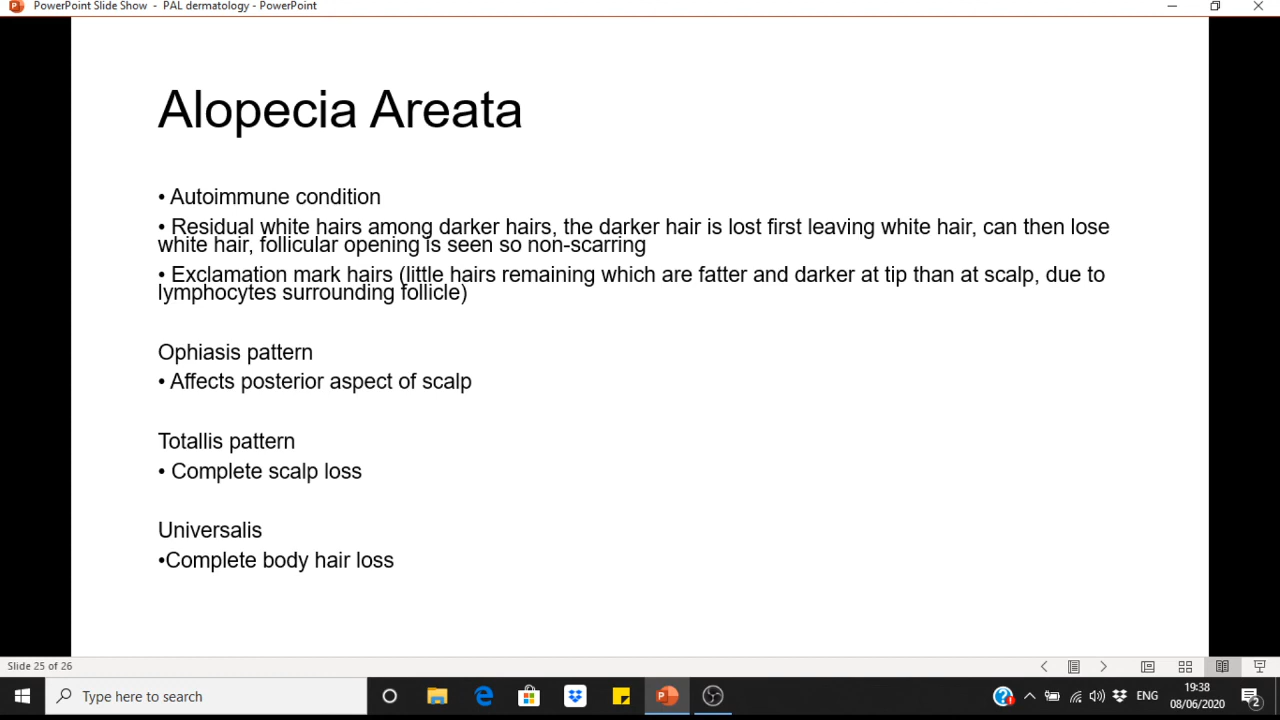 PowerPoint Slide Show - PAL dermatology - PowerPoint
Alopecia Areata
• Autoimmune condition
• Residual white hairs among darker hairs, the darker hair is lost first leaving white hair, can then lose
white hair, follicular opening is seen so non-scarring
• Exclamation mark hairs (little hairs remaining which are fatter and darker at tip than at scalp, due to
lymphocytes surrounding follicle)
Ophiasis pattern
• Affects posterior aspect of scalp
Totallis pattern
• Complete scalp loss
Universalis
•Complete body hair loss
Slide 25 of 26
Type here to search
ENG
19:38
08/06/2020
2